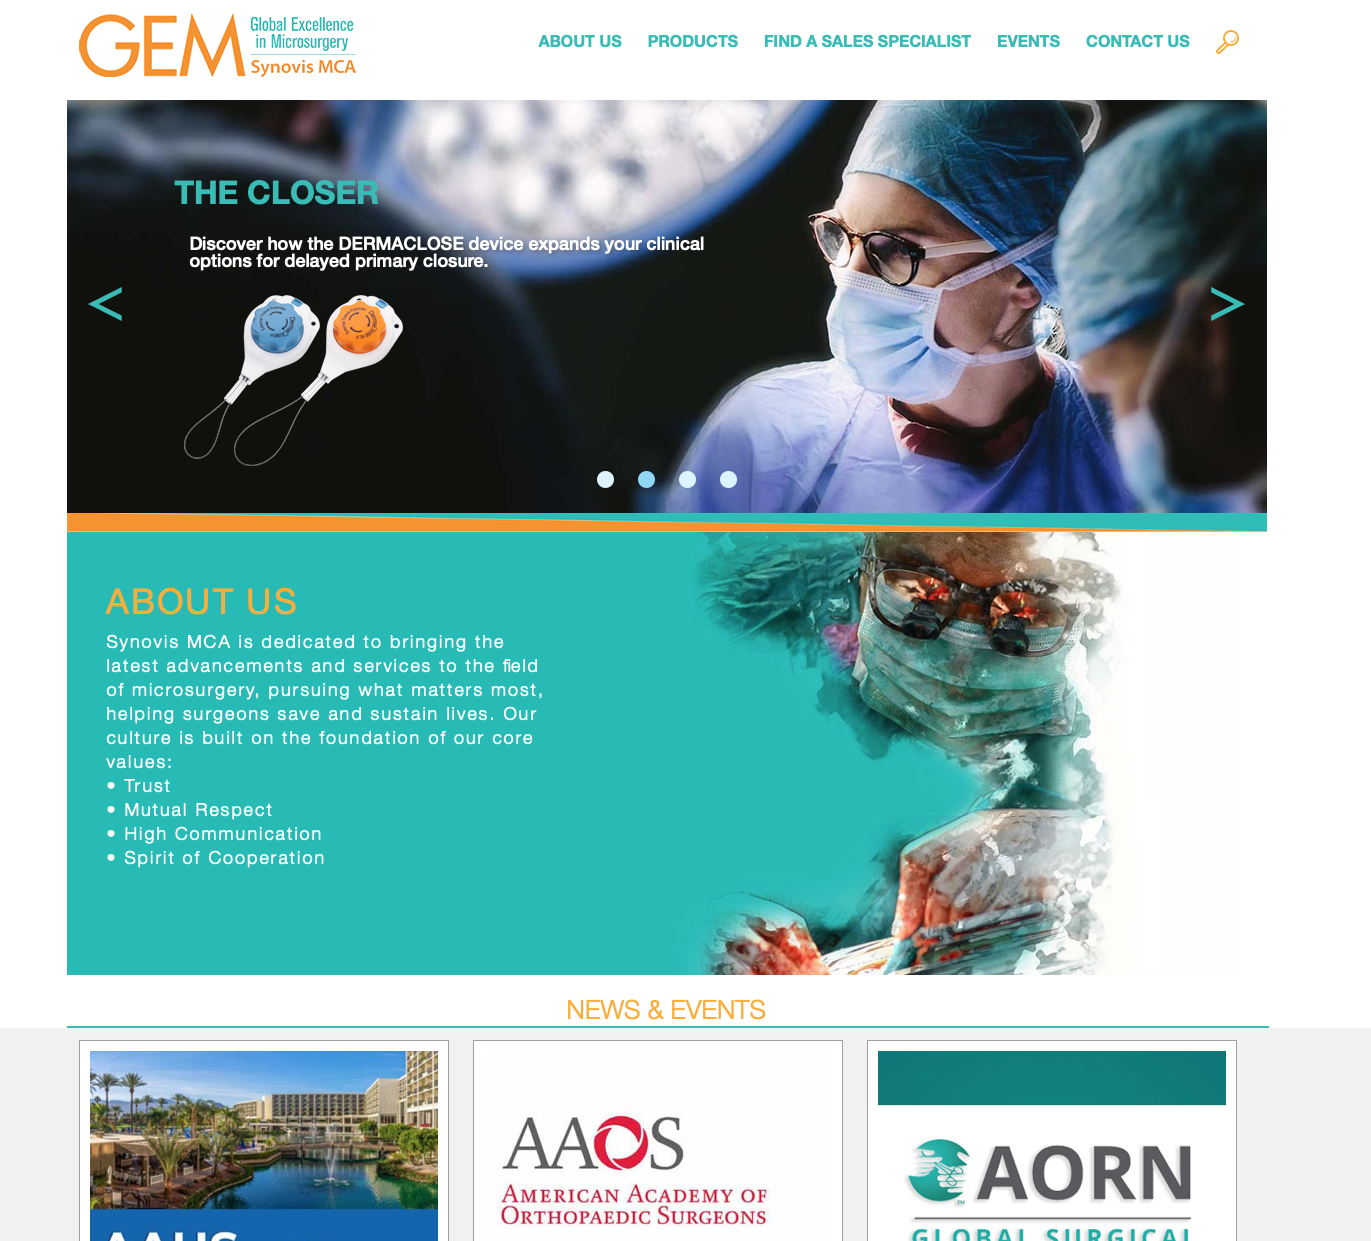 GEM
Global Excellence
in Microsurgery
Synovis MCA
ABOUT US
PRODUCTS
FIND A SALES SPECIALIST
EVENTS
CONTACT US
THE CLOSER
Discover how the DERMACLOSE device expands your clinical
options for delayed primary closure.
<
>
ABOUT US
Synovis MCA is dedicated to bringing the
latest advancements and services to the field
of microsurgery, pursuing what matters most,
helping surgeons save and sustain lives. Our
culture is built on the foundation of our core
values:
• Trust
• Mutual Respect
• High Communication
• Spirit of Cooperation
NEWS & EVENTS
AAOS
AMERICAN ACADEMY OF
ORTHOPAEDIC SURGEONS
AORN
™
GLOBAL SURGICAL